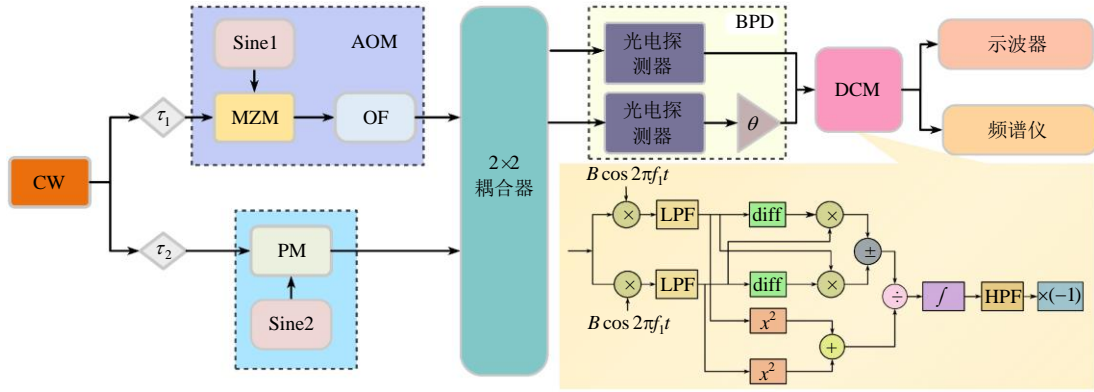 CW
τ₁
τ₂
Sine1
AOM
MZM
OF
PM
Sine2
2×2
耦合器
BPD
光电探
测器
光电探
测器
θ
DCM
示波器
频谱仪
B cos 2πf₁t
×
LPF
diff
×
±
×
LPF
diff
×
B cos 2πf₁t
x²
+
x²
÷
∫
HPF
×(−1)